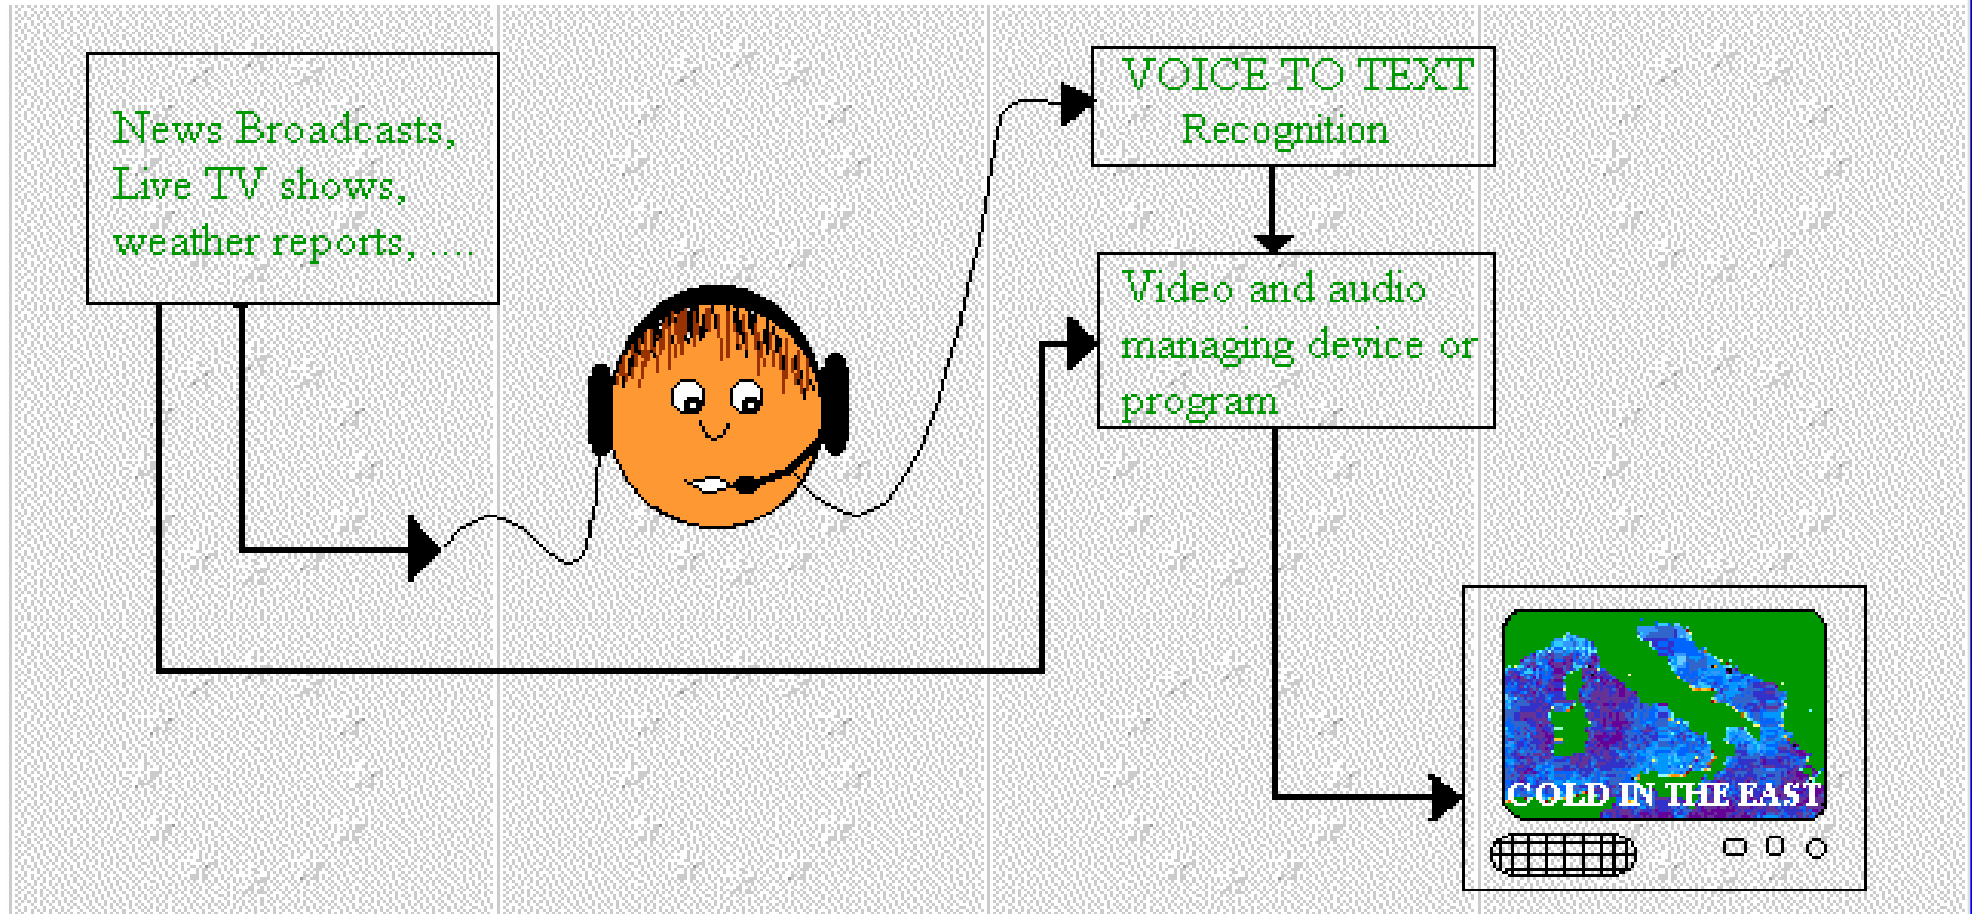 News Broadcasts,
Live TV shows,
weather reports, ....
VOICE TO TEXT
Recognition
Video and audio
managing device or
program
COLD IN THE EAST